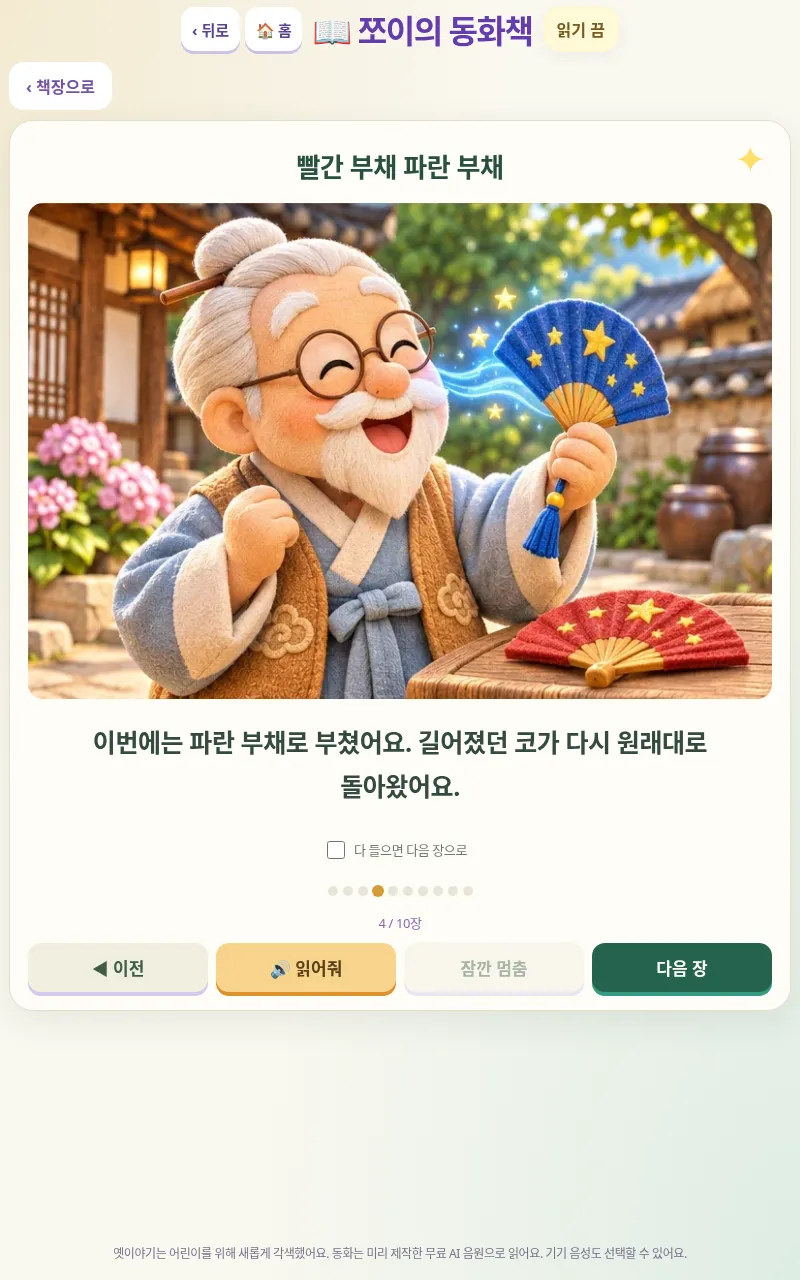 ‹ 뒤로
🏠 홈
📖 쪼이의 동화책
읽기 끝
‹ 책장으로
빨간 부채 파란 부채
이번에는 파란 부채로 부쳤어요. 길어졌던 코가 다시 원래대로
돌아왔어요.
다 들으면 다음 장으로
4 / 10장
◀ 이전
🔊 읽어줘
잠깐 멈춤
다음 장
옛이야기는 어린이를 위해 새롭게 각색했어요. 동화는 미리 제작한 무료 AI 음원으로 읽어요. 기기 음성도 선택할 수 있어요.